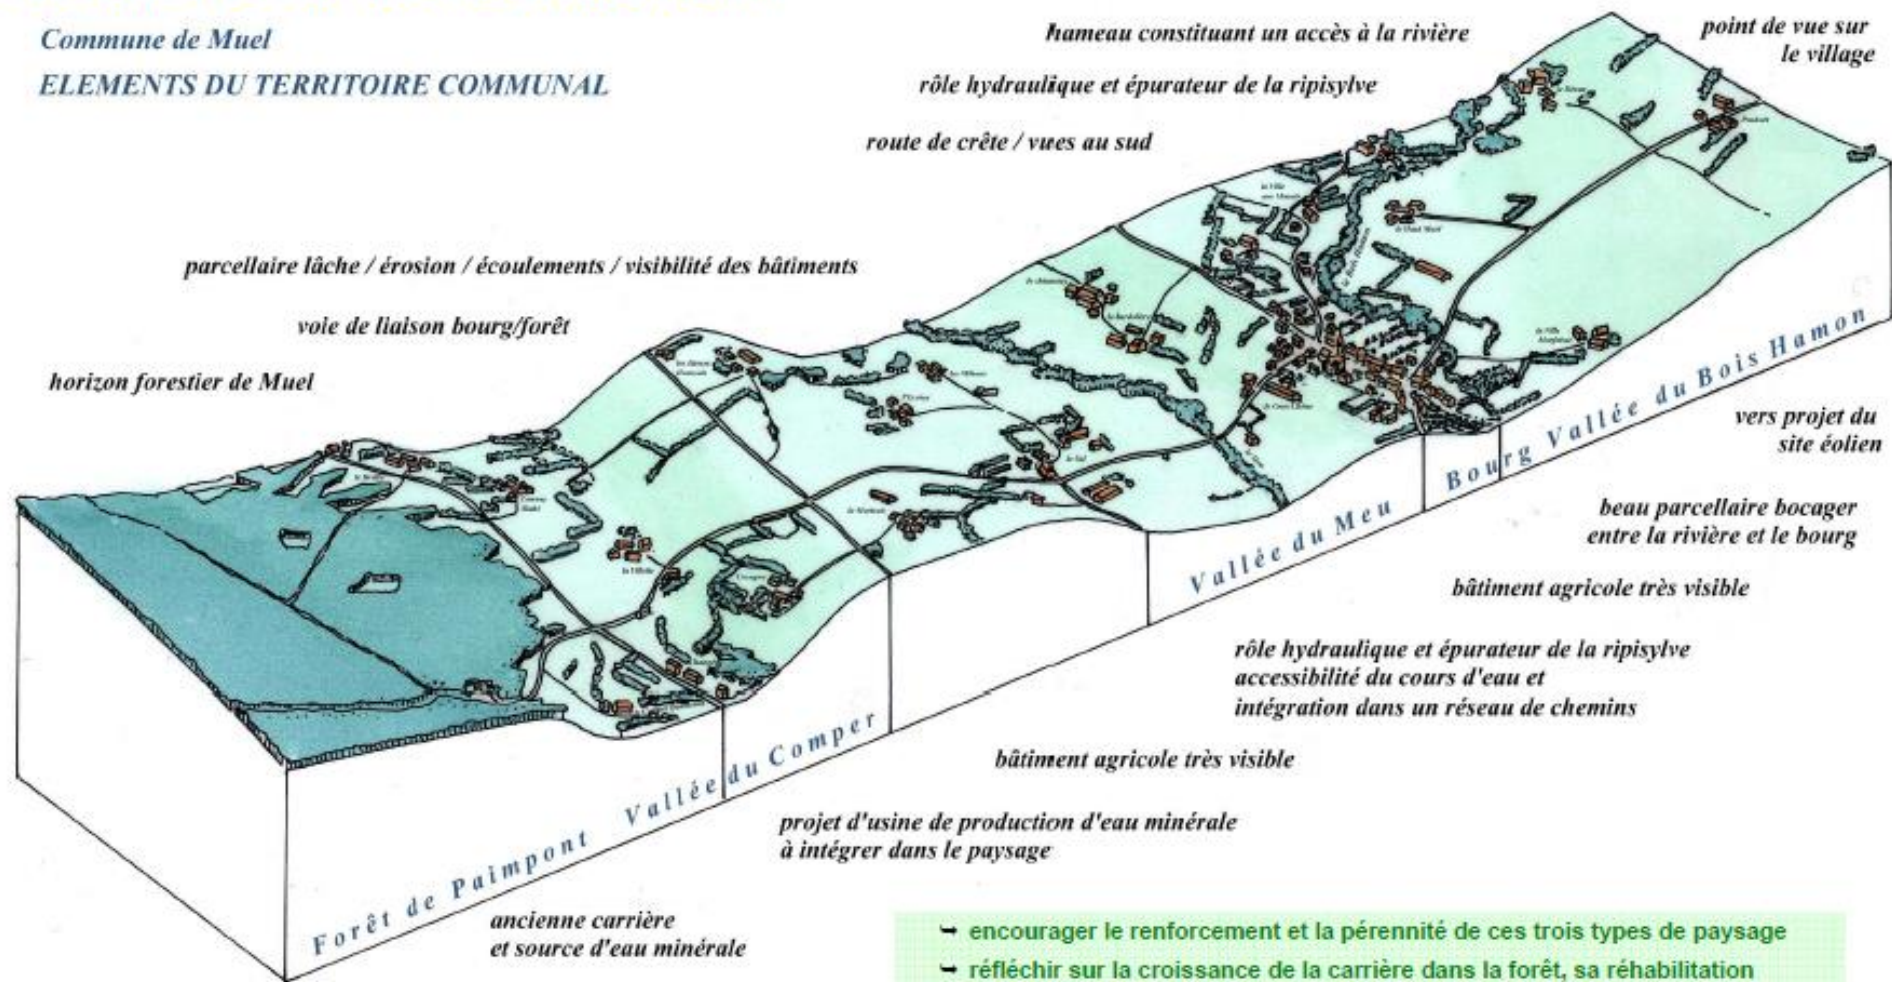 Commune de Muel
ELEMENTS DU TERRITOIRE COMMUNAL
hameau constituant un accès à la rivière
point de vue sur
le village
rôle hydraulique et épurateur de la ripisylve
route de crête / vues au sud
parcellaire lâche / érosion / écoulements / visibilité des bâtiments
voie de liaison bourg/forêt
horizon forestier de Muel
le Haut Muel
la Ville
Forêt de Paimpont
Vallée du Comper
Vallée du Meu
Bourg
Vallée du Bois Hamon
vers projet du
site éolien
beau parcellaire bocager
entre la rivière et le bourg
bâtiment agricole très visible
rôle hydraulique et épurateur de la ripisylve
accessibilité du cours d'eau et
intégration dans un réseau de chemins
bâtiment agricole très visible
projet d'usine de production d'eau minérale
à intégrer dans le paysage
ancienne carrière
et source d'eau minérale
➥ encourager le renforcement et la pérennité de ces trois types de paysage
➥ réfléchir sur la croissance de la carrière dans la forêt, sa réhabilitation